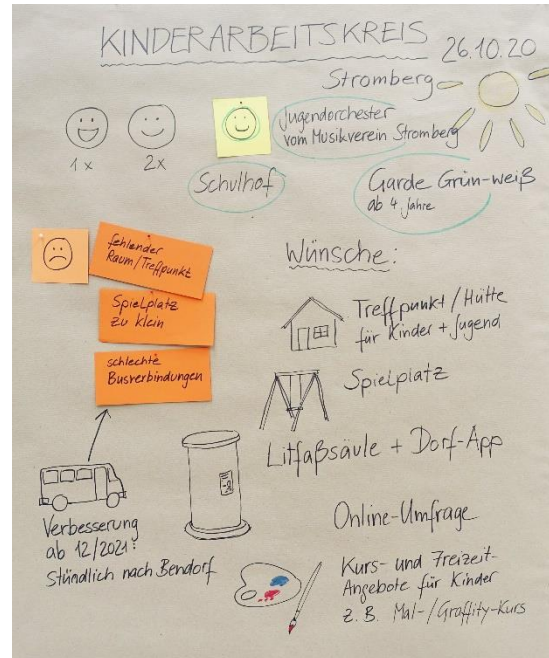 KINDERARBEITSKREIS 26.10.20
Stromberg
1x 2x
Jugendorchester
vom Musikverein Stromberg
Schulhof
Garde Grün-weiß
ab 4. Jahre
fehlender
Raum/Treffpunkt
Spielplatz
zu klein
schlechte
Busverbindungen
Verbesserung
ab 12/2021:
Stündlich nach Bendorf
Wünsche:
Treffpunkt/Hütte
für Kinder + Jugend
Spielplatz
Litfaßsäule + Dorf-App
Online-Umfrage
Kurs- und Freizeit-
Angebote für Kinder
z. B. Mal-/Graffity-Kurs